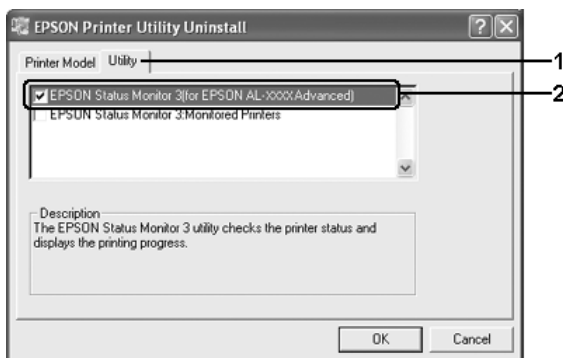 EPSON Printer Utility Uninstall
Printer Model Utility
1
EPSON Status Monitor 3(for EPSON AL-XXXX Advanced)
2
EPSON Status Monitor 3:Monitored Printers
Description
The EPSON Status Monitor 3 utility checks the printer status and
displays the printing progress.
OK Cancel